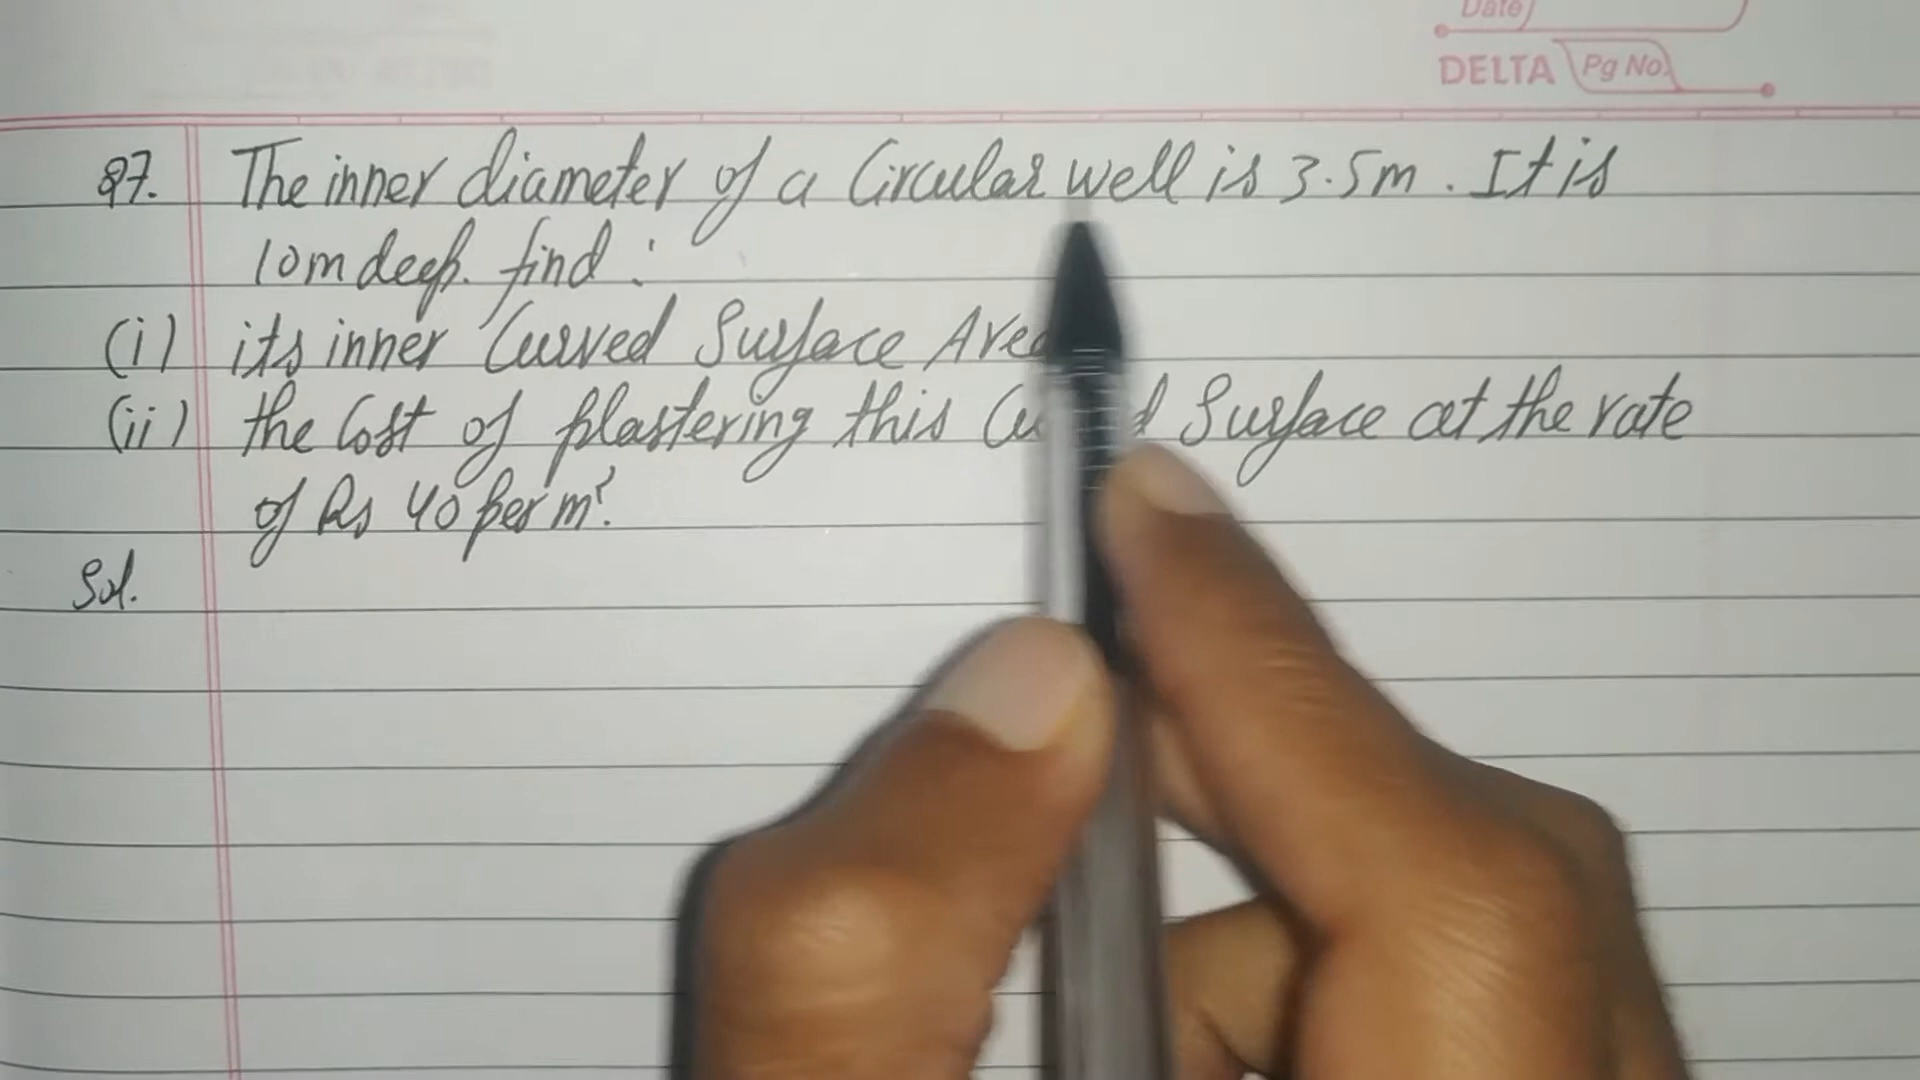 Date
DELTA Pg No.
Q7. The inner diameter of a Circular well is 3.5m. It is
10m deep. find :
(i) its inner Curved Surface Area
(ii) the Cost of plastering this Surface at the rate
of Rs 40 per m².
Sol.